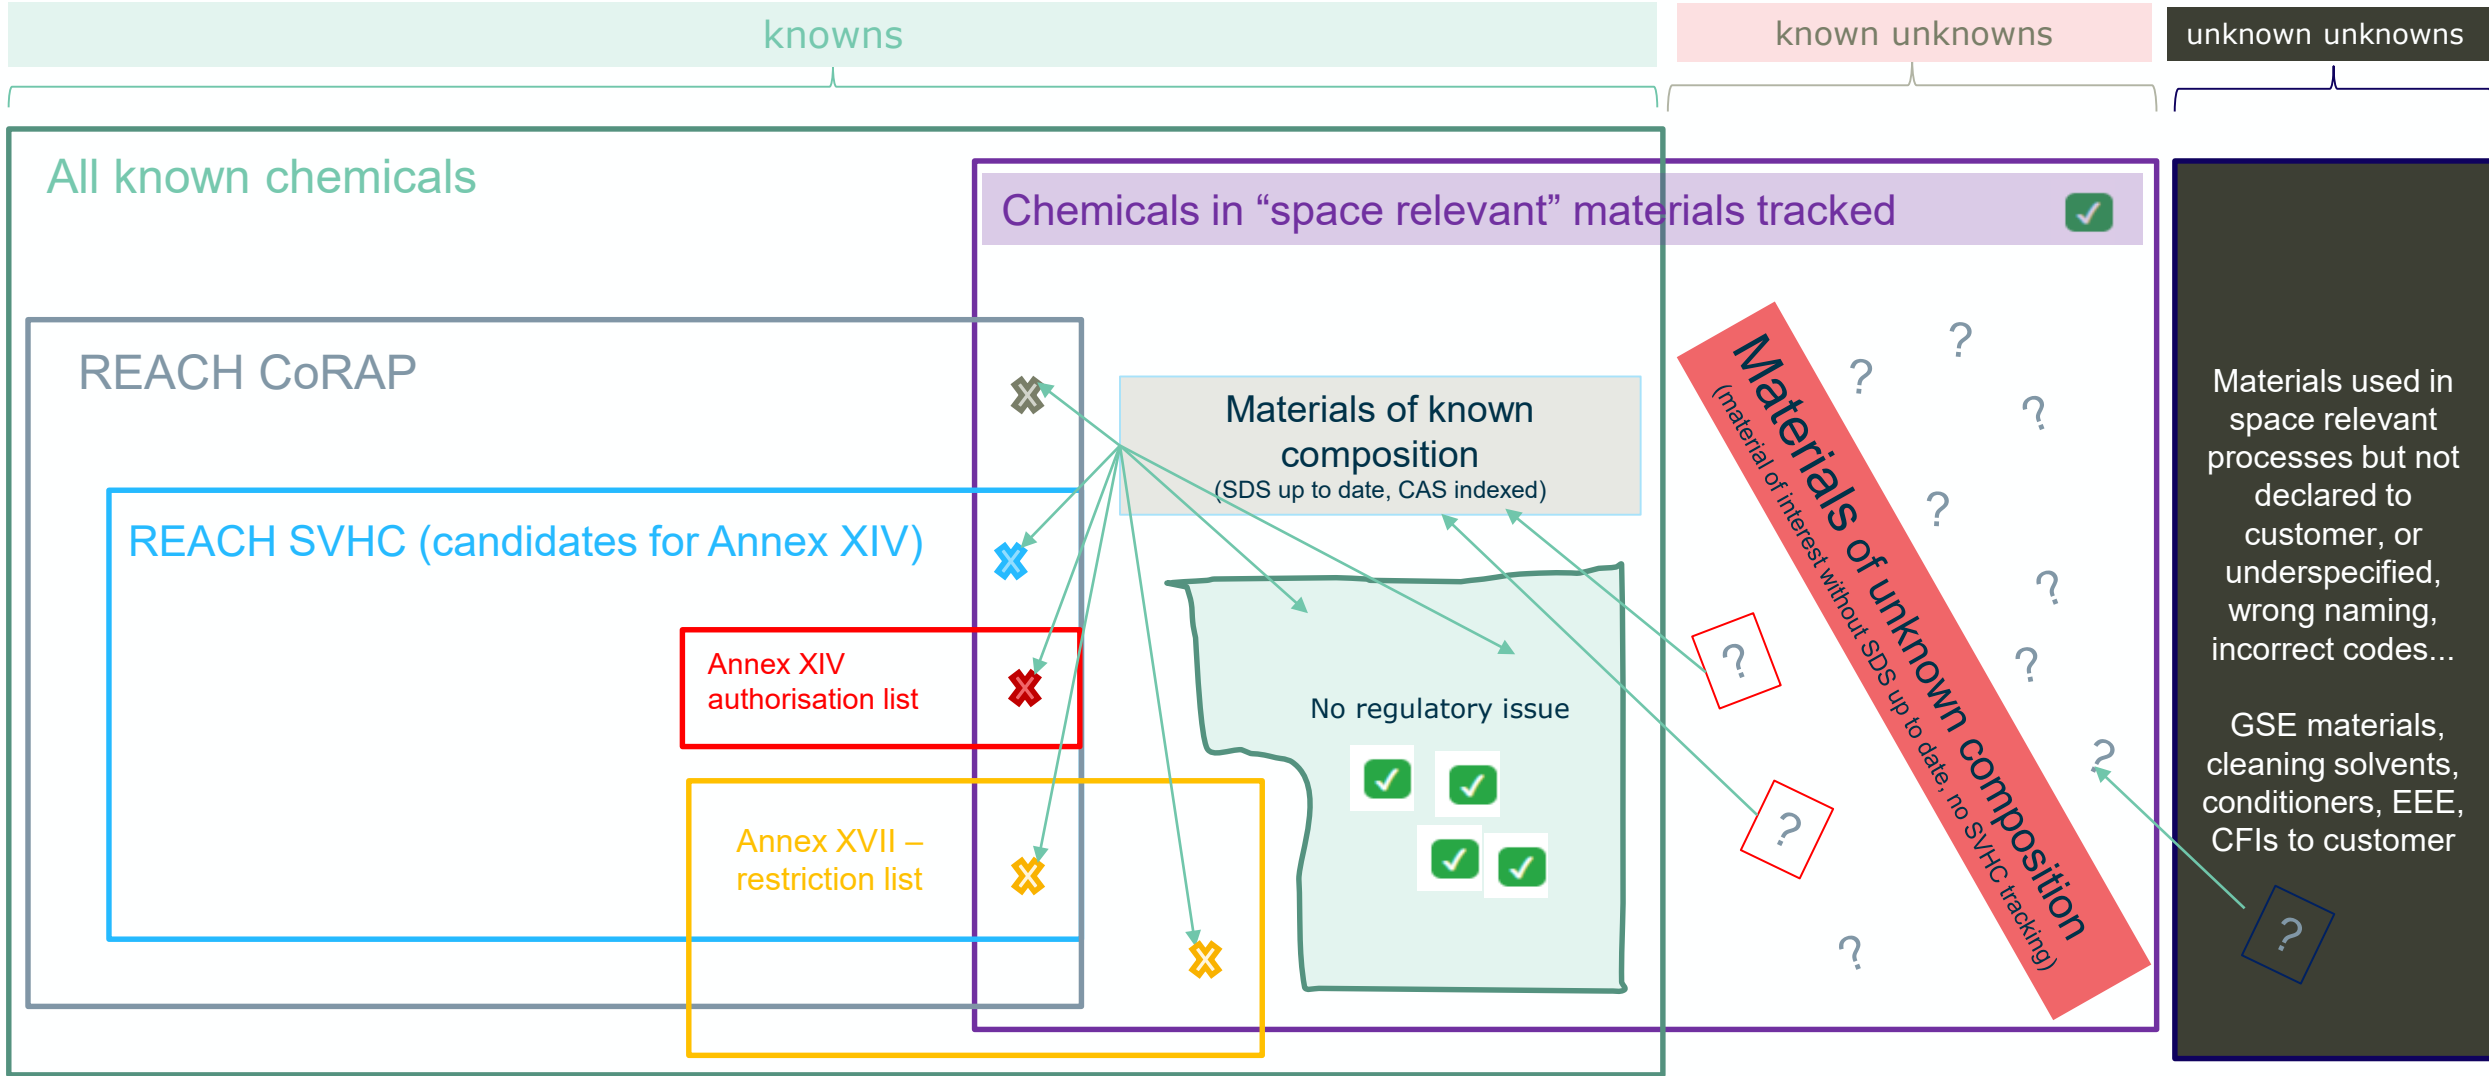 knowns
known unknowns
unknown unknowns
All known chemicals
Chemicals in “space relevant” materials tracked
REACH CoRAP
Materials of known
composition
(SDS up to date, CAS indexed)
REACH SVHC (candidates for Annex XIV)
Annex XIV
authorisation list
Annex XVII –
restriction list
No regulatory issue
Materials of unknown composition
(material of interest without SDS up to date, no SVHC tracking)
?
?
?
?
?
?
?
?
?
?
Materials used in
space relevant
processes but not
declared to
customer, or
underspecified,
wrong naming,
incorrect codes...
GSE materials,
cleaning solvents,
conditioners, EEE,
CFIs to customer
?